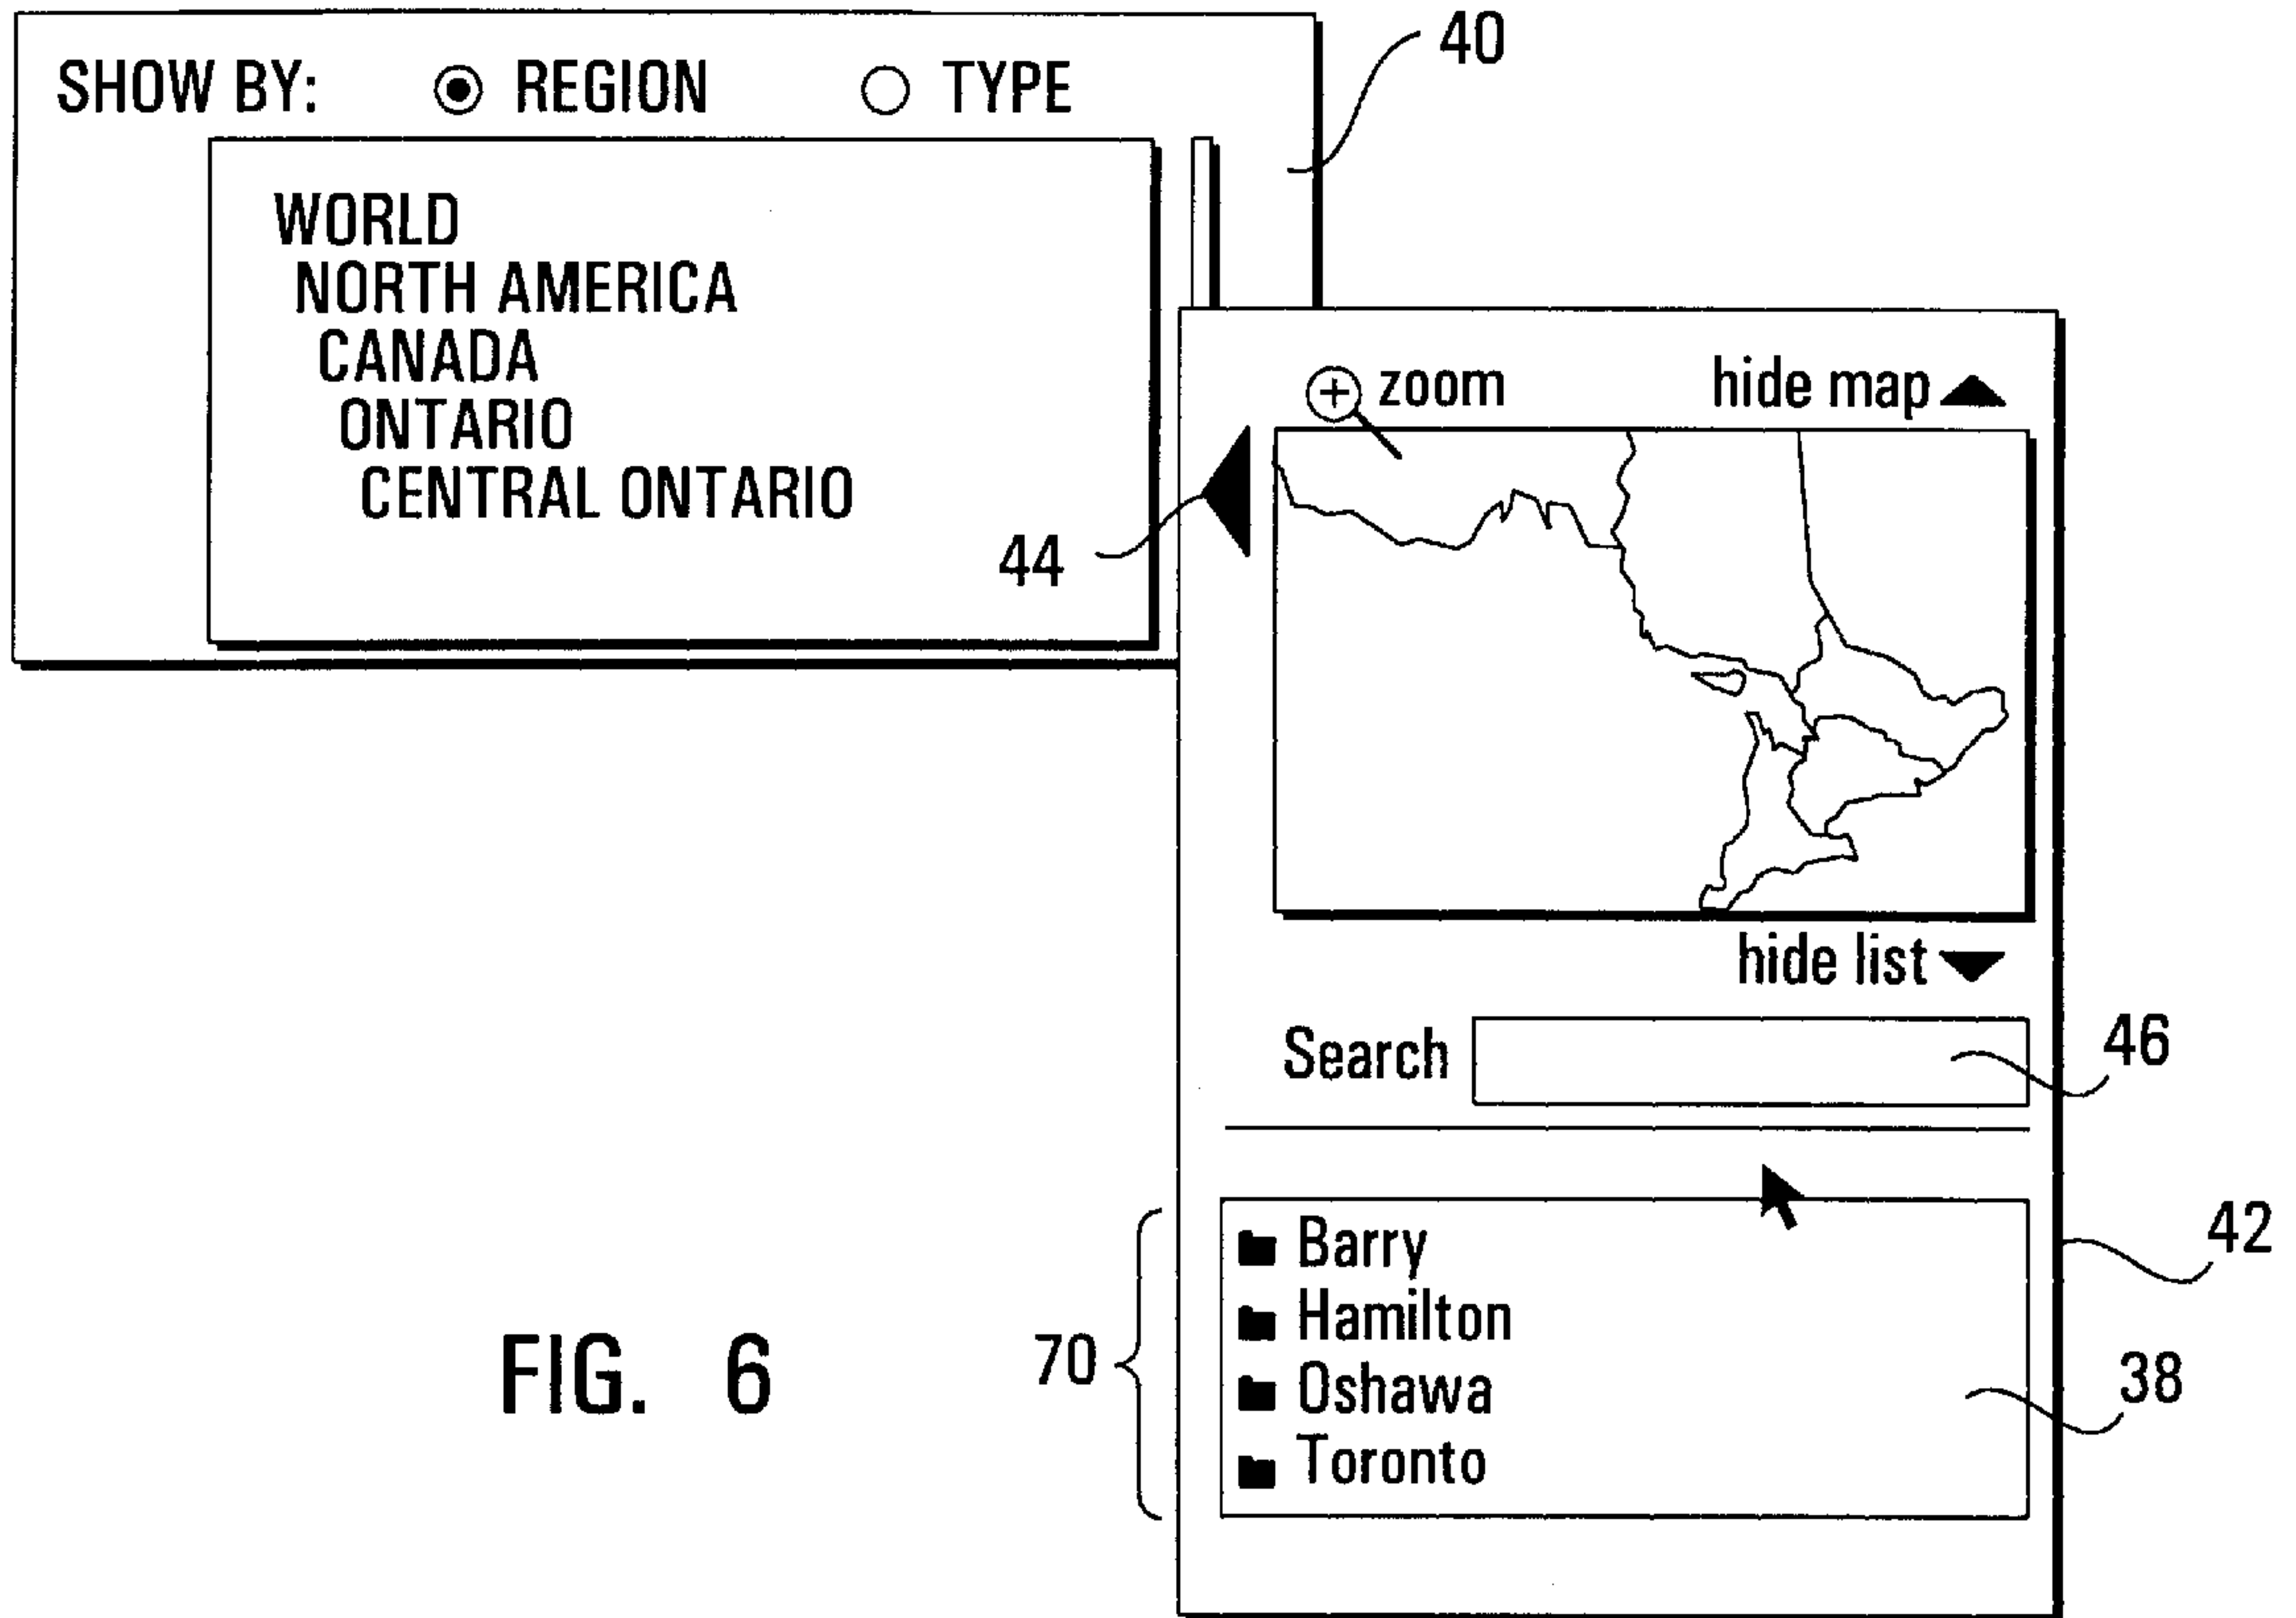 40
SHOW BY: REGION TYPE
WORLD
NORTH AMERICA
CANADA
ONTARIO
CENTRAL ONTARIO
44
zoom hide map
hide list
Search
46
42
70
Barry
Hamilton
Oshawa
Toronto
38
FIG. 6